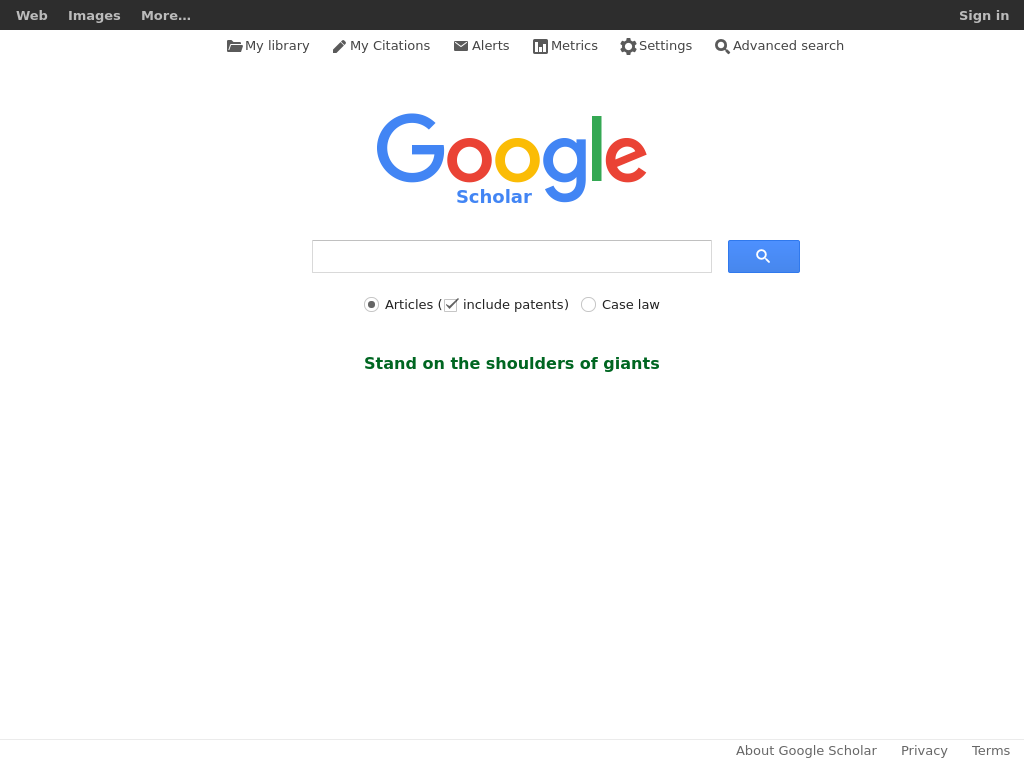 Web Images More… Sign in
My library My Citations Alerts Metrics Settings Advanced search
Google
Scholar
Articles ( include patents) Case law
Stand on the shoulders of giants
About Google Scholar Privacy Terms